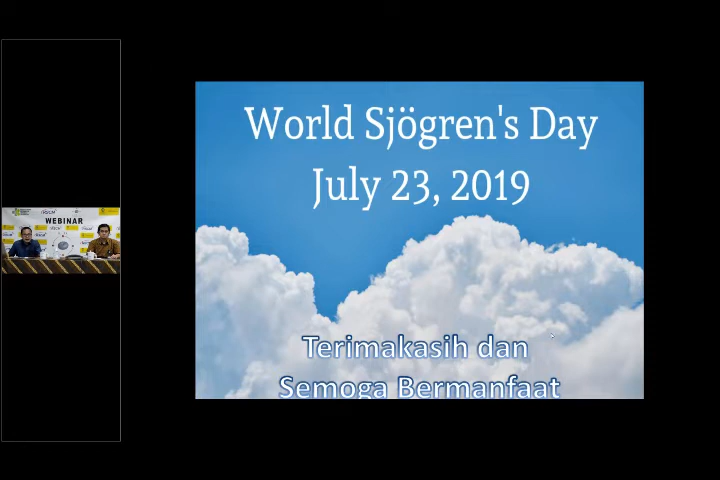 World Sjögren's Day
July 23, 2019
Terimakasih dan
Semoga Bermanfaat
WEBINAR